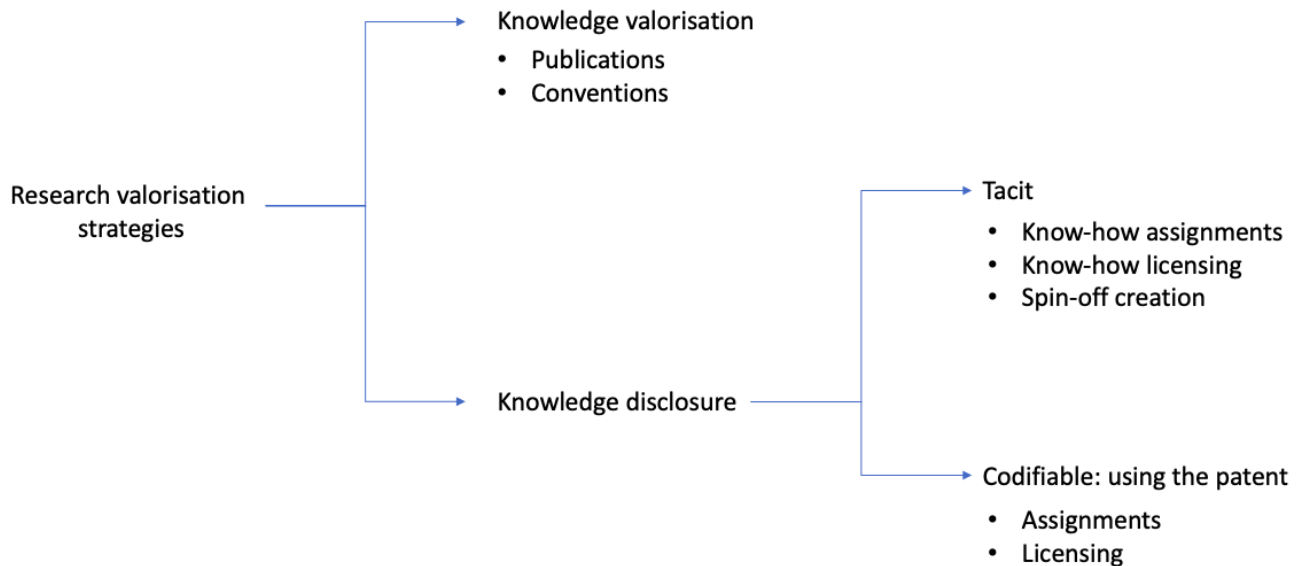 Knowledge valorisation
• Publications
• Conventions
Research valorisation
strategies
Tacit
• Know-how assignments
• Know-how licensing
• Spin-off creation
Knowledge disclosure
Codifiable: using the patent
• Assignments
• Licensing